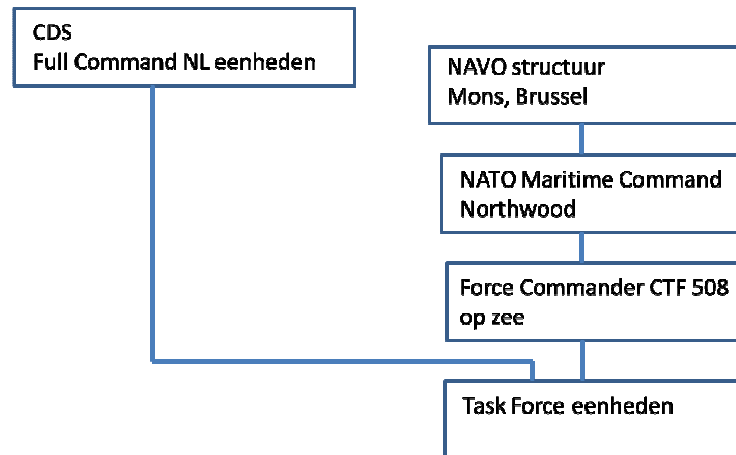 CDS
Full Command NL eenheden
NAVO structuur
Mons, Brussel
NATO Maritime Command
Northwood
Force Commander CTF 508
op zee
Task Force eenheden